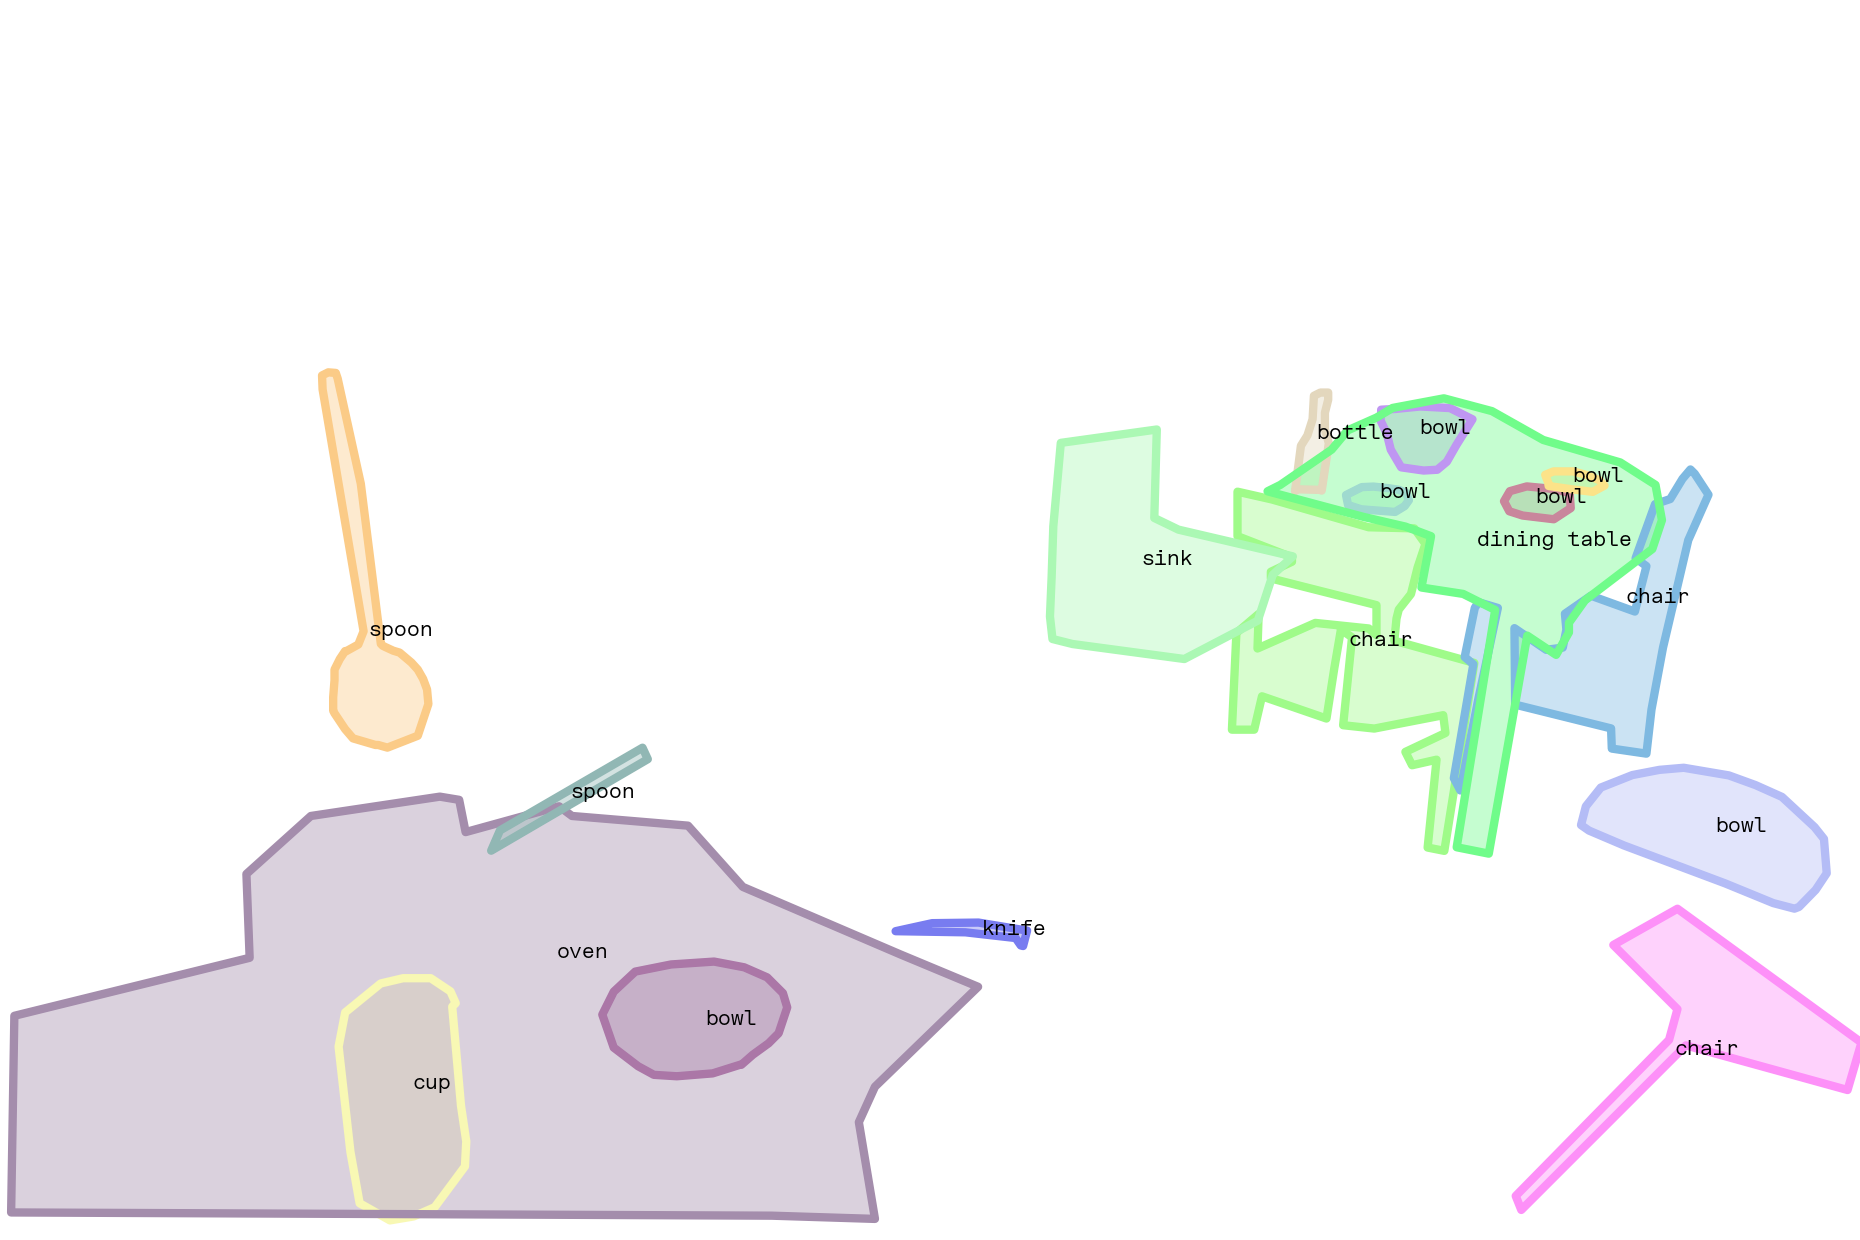 bottle
bowl
bowl
bowl
bowl
dining table
sink
chair
spoon
chair
spoon
bowl
knife
oven
bowl
chair
cup